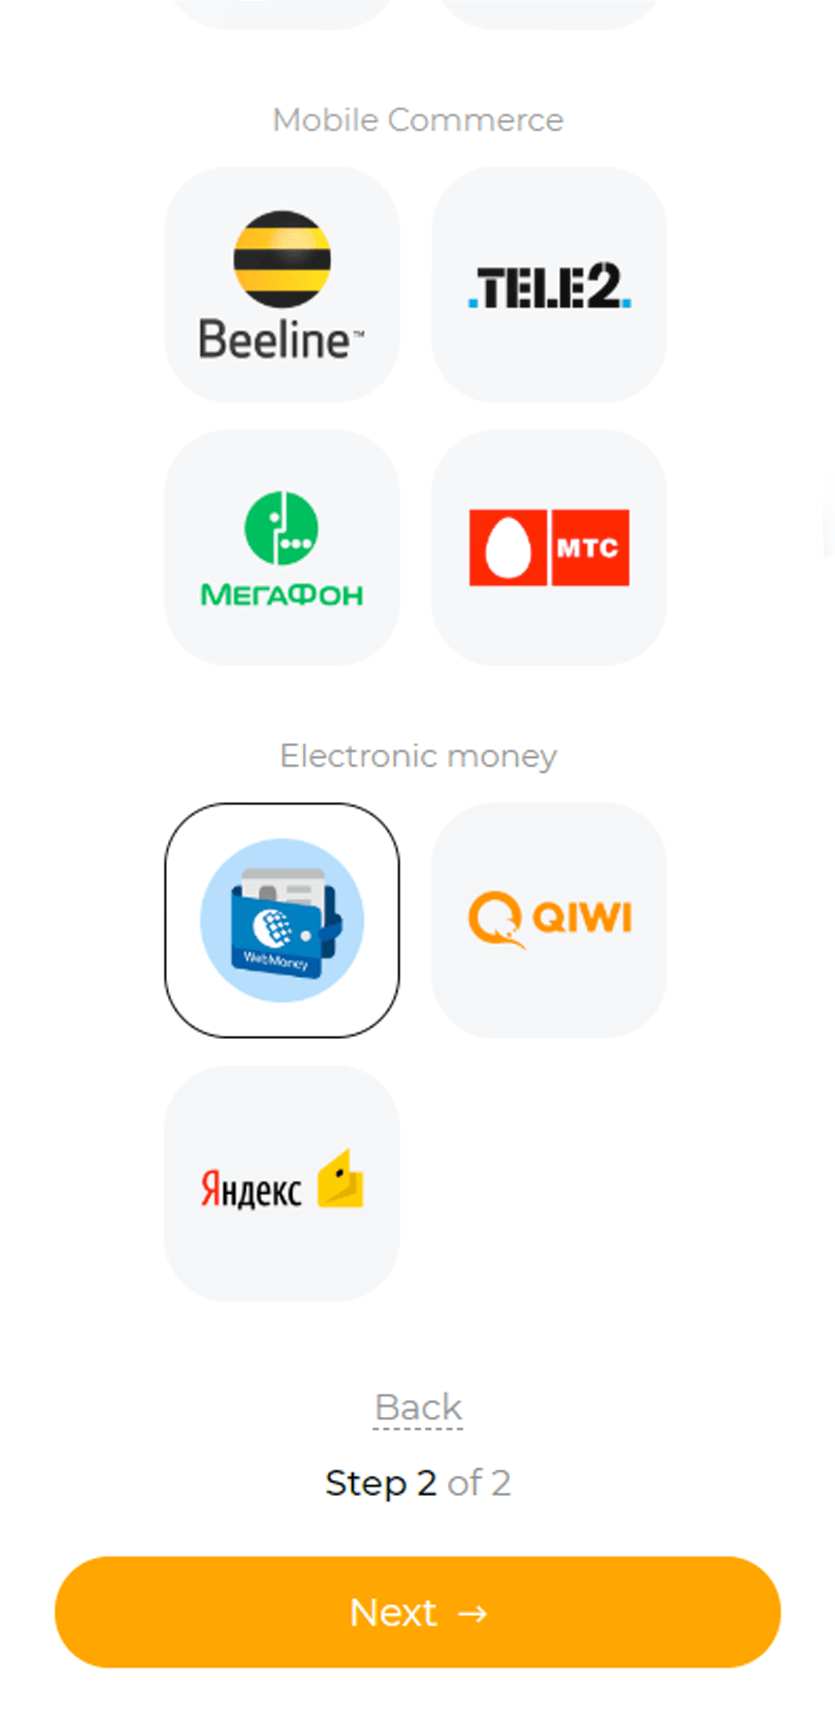 Mobile Commerce
Beeline™
.TELE2.
МЕГАФОН
МТС
Electronic money
WebMoney
QIWI
Яндекс
Back
Step 2 of 2
Next →